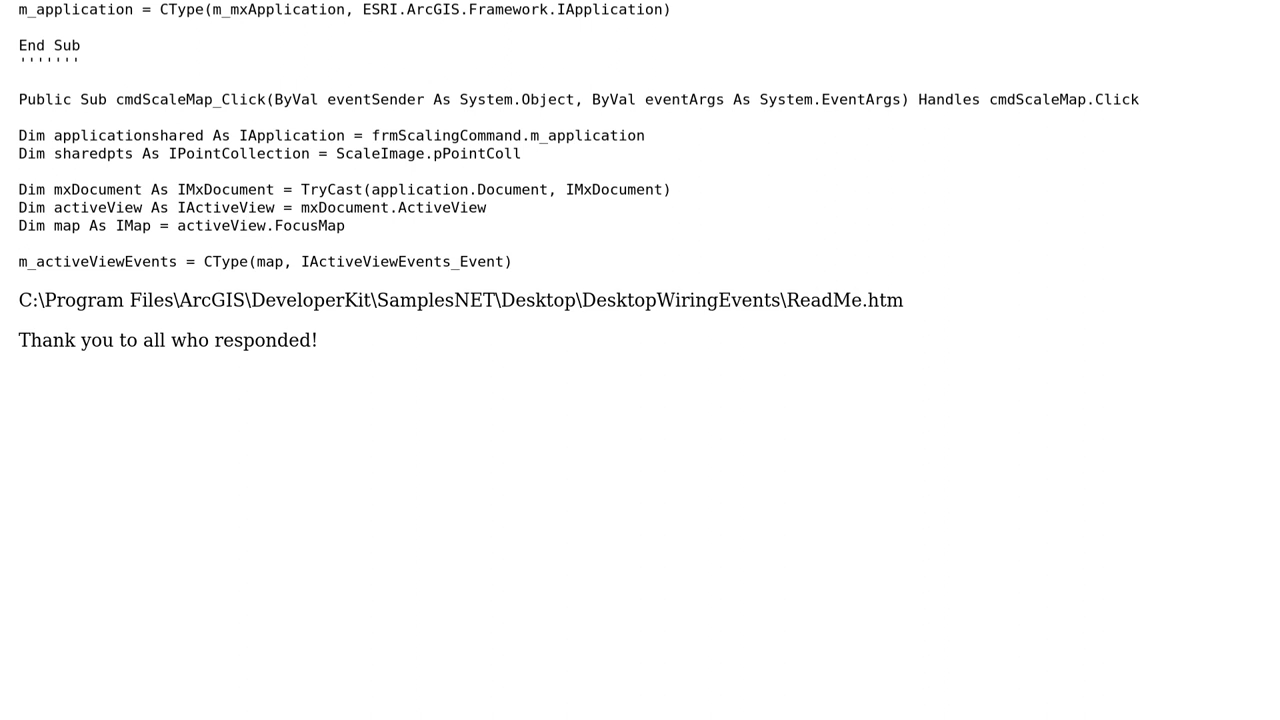 m_application = CType(m_mxApplication, ESRI.ArcGIS.Framework.IApplication)
End Sub
'''''''
Public Sub cmdScaleMap_Click(ByVal eventSender As System.Object, ByVal eventArgs As System.EventArgs) Handles cmdScaleMap.Click
Dim applicationshared As IApplication = frmScalingCommand.m_application
Dim sharedpts As IPointCollection = ScaleImage.pPointColl
Dim mxDocument As IMxDocument = TryCast(application.Document, IMxDocument)
Dim activeView As IActiveView = mxDocument.ActiveView
Dim map As IMap = activeView.FocusMap
m_activeViewEvents = CType(map, IActiveViewEvents_Event)
C:\Program Files\ArcGIS\DeveloperKit\SamplesNET\Desktop\DesktopWiringEvents\ReadMe.htm
Thank you to all who responded!